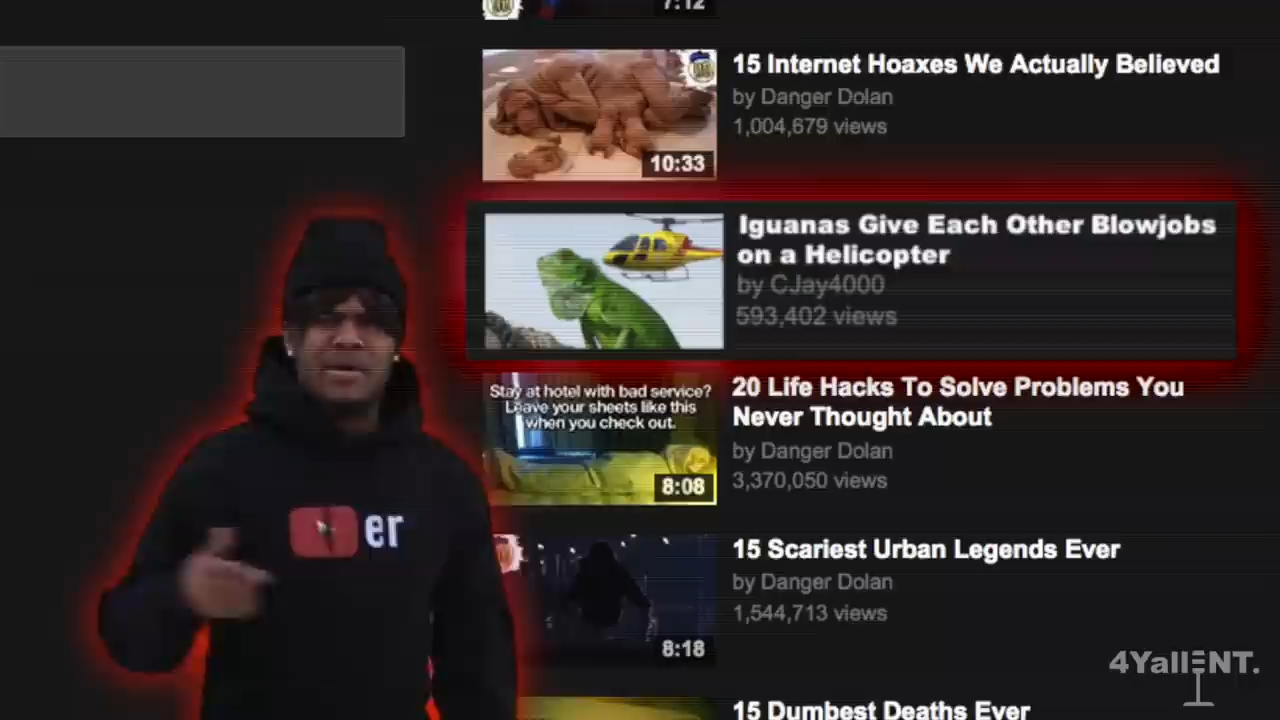 7:12
15 Internet Hoaxes We Actually Believed
by Danger Dolan
1,004,679 views
10:33
Iguanas Give Each Other Blowjobs
on a Helicopter
by CJay4000
593,402 views
Stay at hotel with bad service?
Leave your sheets like this
when you check out.
8:08
20 Life Hacks To Solve Problems You
Never Thought About
by Danger Dolan
3,370,050 views
er
15 Scariest Urban Legends Ever
by Danger Dolan
1,544,713 views
8:18
4YallENT.
15 Dumbest Deaths Ever